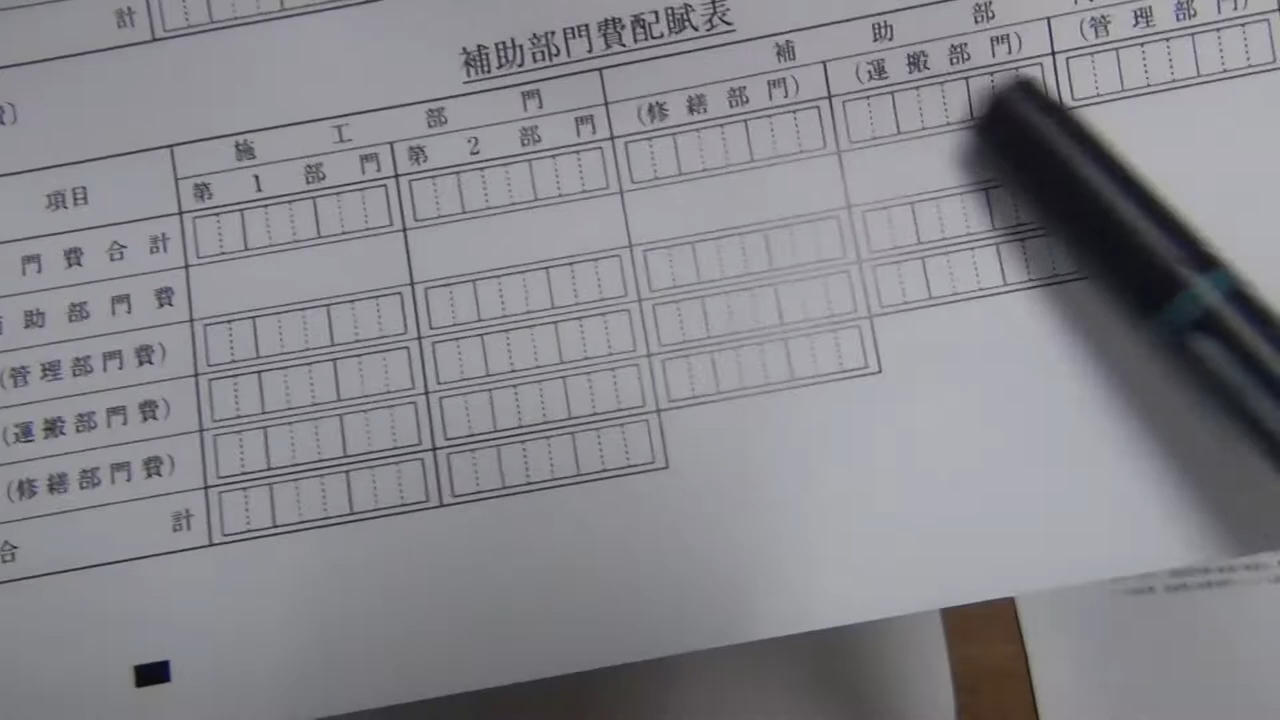 計
補助部門費配賦表
費)
項目
施工部門
補助部
第1部門
第2部門
(修繕部門)
(運搬部門)
(管理部門)
門費合計
助部門費
(管理部門費)
(運搬部門費)
(修繕部門費)
合計